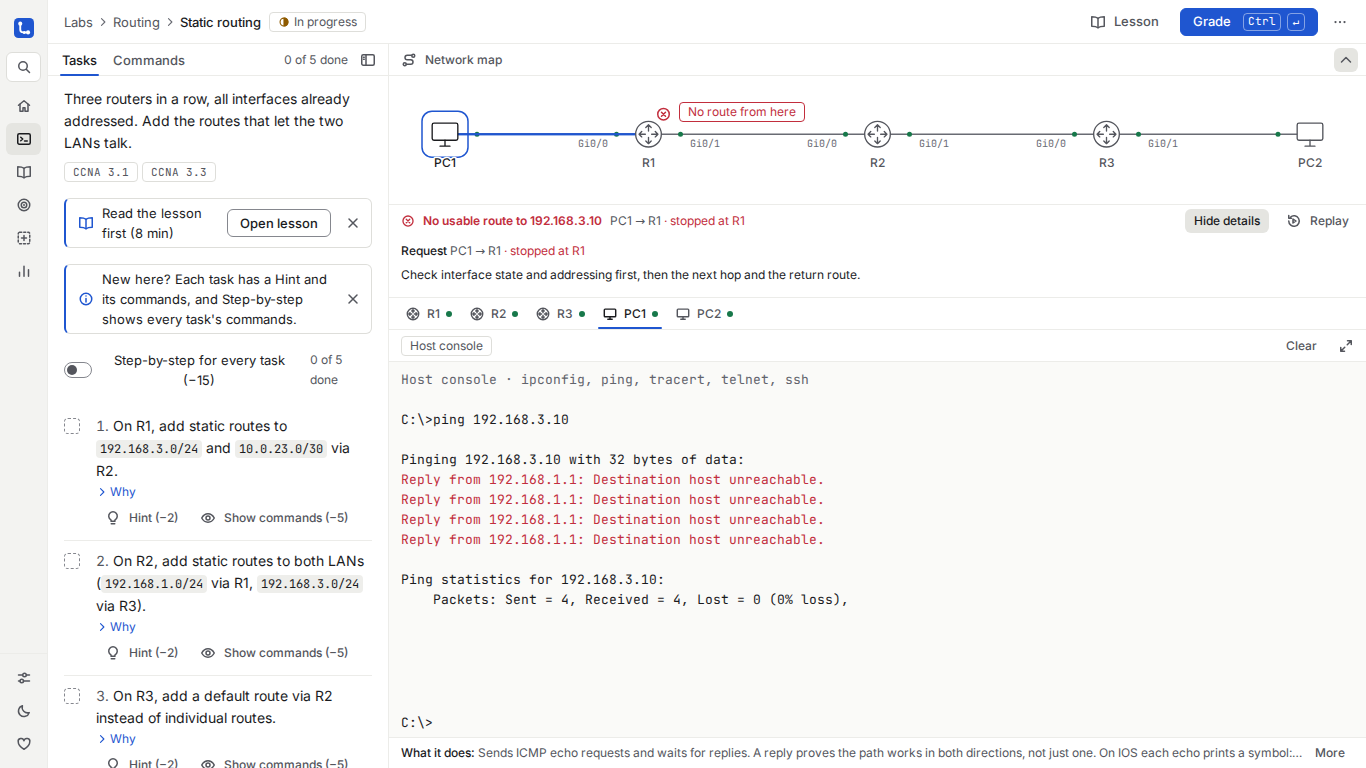 Labs > Routing > Static routing In progress Lesson Grade Ctrl ↵ ...
Tasks Commands 0 of 5 done
Three routers in a row, all interfaces already
addressed. Add the routes that let the two
LANs talk.
CCNA 3.1 CCNA 3.3
Read the lesson
first (8 min)
Open lesson
New here? Each task has a Hint and
its commands, and Step-by-step
shows every task's commands.
Step-by-step for every task
(−15)
0 of 5
done
1. On R1, add static routes to
192.168.3.0/24 and 10.0.23.0/30 via
R2.
> Why
Hint (−2) Show commands (−5)
2. On R2, add static routes to both LANs
(192.168.1.0/24 via R1, 192.168.3.0/24
via R3).
> Why
Hint (−2) Show commands (−5)
3. On R3, add a default route via R2
instead of individual routes.
> Why
Hint (−2) Show commands (−5)
Network map
No route from here
Gi0/0 Gi0/1 Gi0/0 Gi0/1 Gi0/0 Gi0/1
PC1 R1 R2 R3 PC2
No usable route to 192.168.3.10 PC1 → R1 · stopped at R1 Hide details Replay
Request PC1 → R1 · stopped at R1
Check interface state and addressing first, then the next hop and the return route.
R1 R2 R3 PC1 PC2
Host console Clear
Host console · ipconfig, ping, tracert, telnet, ssh
C:\>ping 192.168.3.10
Pinging 192.168.3.10 with 32 bytes of data:
Reply from 192.168.1.1: Destination host unreachable.
Reply from 192.168.1.1: Destination host unreachable.
Reply from 192.168.1.1: Destination host unreachable.
Reply from 192.168.1.1: Destination host unreachable.
Ping statistics for 192.168.3.10:
Packets: Sent = 4, Received = 4, Lost = 0 (0% loss),
C:\>
What it does: Sends ICMP echo requests and waits for replies. A reply proves the path works in both directions, not just one. On IOS each echo prints a symbol:... More